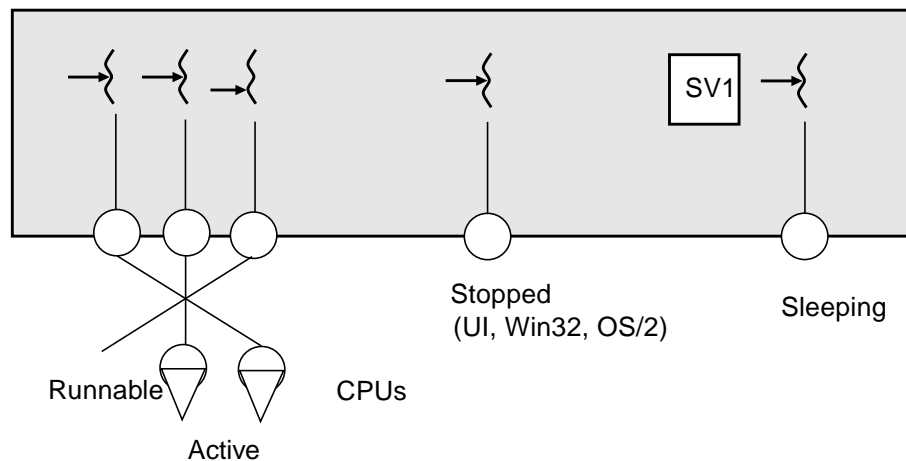 SV1
Stopped
(UI, Win32, OS/2)
Sleeping
Runnable
CPUs
Active